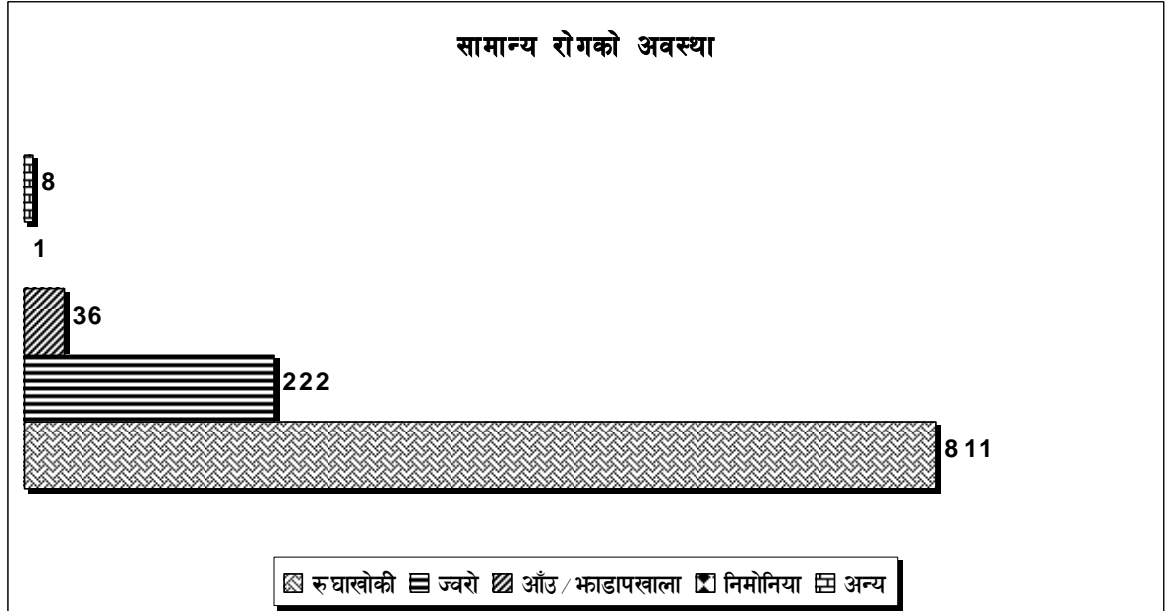 सामान्य रोगको अवस्था
8
1
36
222
811
रुघाखोकी ज्वरो आँउ/झाडापखाला निमोनिया अन्य